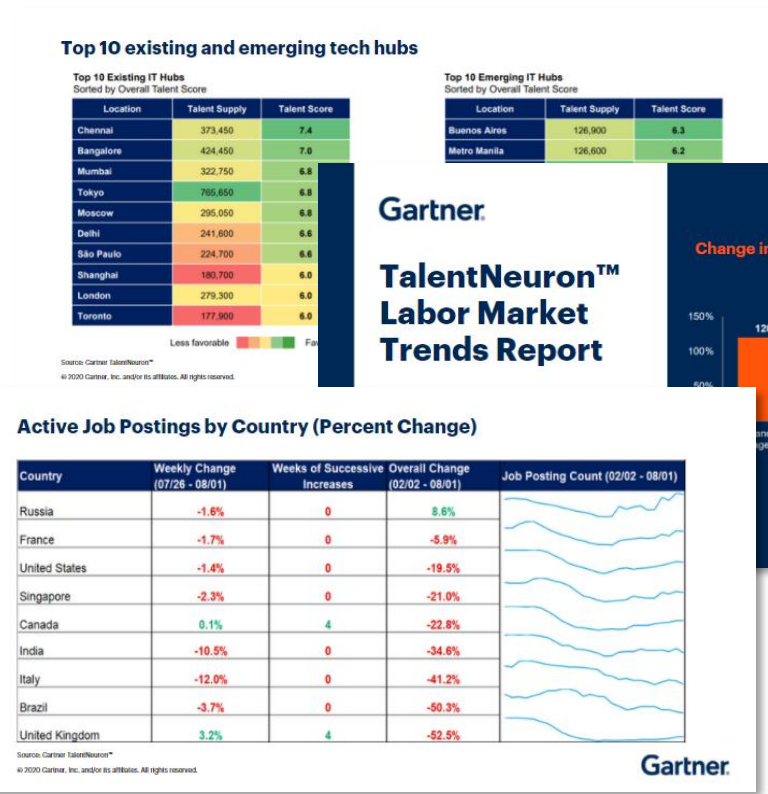 Top 10 existing and emerging tech hubs
Top 10 Existing IT Hubs
Sorted by Overall Talent Score
Location Talent Supply Talent Score
Chennai 373,450 7.4
Bangalore 424,450 7.0
Mumbai 322,750 6.8
Tokyo 765,650 6.8
Moscow 295,050 6.8
Delhi 241,600 6.6
São Paulo 224,700 6.6
Shanghai 180,700 6.0
London 279,300 6.0
Toronto 177,900 6.0
Less favorable Fa
Source: Gartner TalentNeuron™
© 2020 Gartner, Inc. and/or its affiliates. All rights reserved.
Top 10 Emerging IT Hubs
Sorted by Overall Talent Score
Location Talent Supply Talent Score
Buenos Aires 126,900 6.3
Metro Manila 126,600 6.2
Gartner
TalentNeuron™
Labor Market
Trends Report
Change in
150%
100%
50%
Active Job Postings by Country (Percent Change)
Country Weekly Change (07/26 - 08/01) Weeks of Successive Increases Overall Change (02/02 - 08/01) Job Posting Count (02/02 - 08/01)
Russia -1.6% 0 8.6%
France -1.7% 0 -5.9%
United States -1.4% 0 -19.5%
Singapore -2.3% 0 -21.0%
Canada 0.1% 4 -22.8%
India -10.5% 0 -34.6%
Italy -12.0% 0 -41.2%
Brazil -3.7% 0 -50.3%
United Kingdom 3.2% 4 -52.5%
Source: Gartner TalentNeuron™
© 2020 Gartner, Inc. and/or its affiliates. All rights reserved.
Gartner